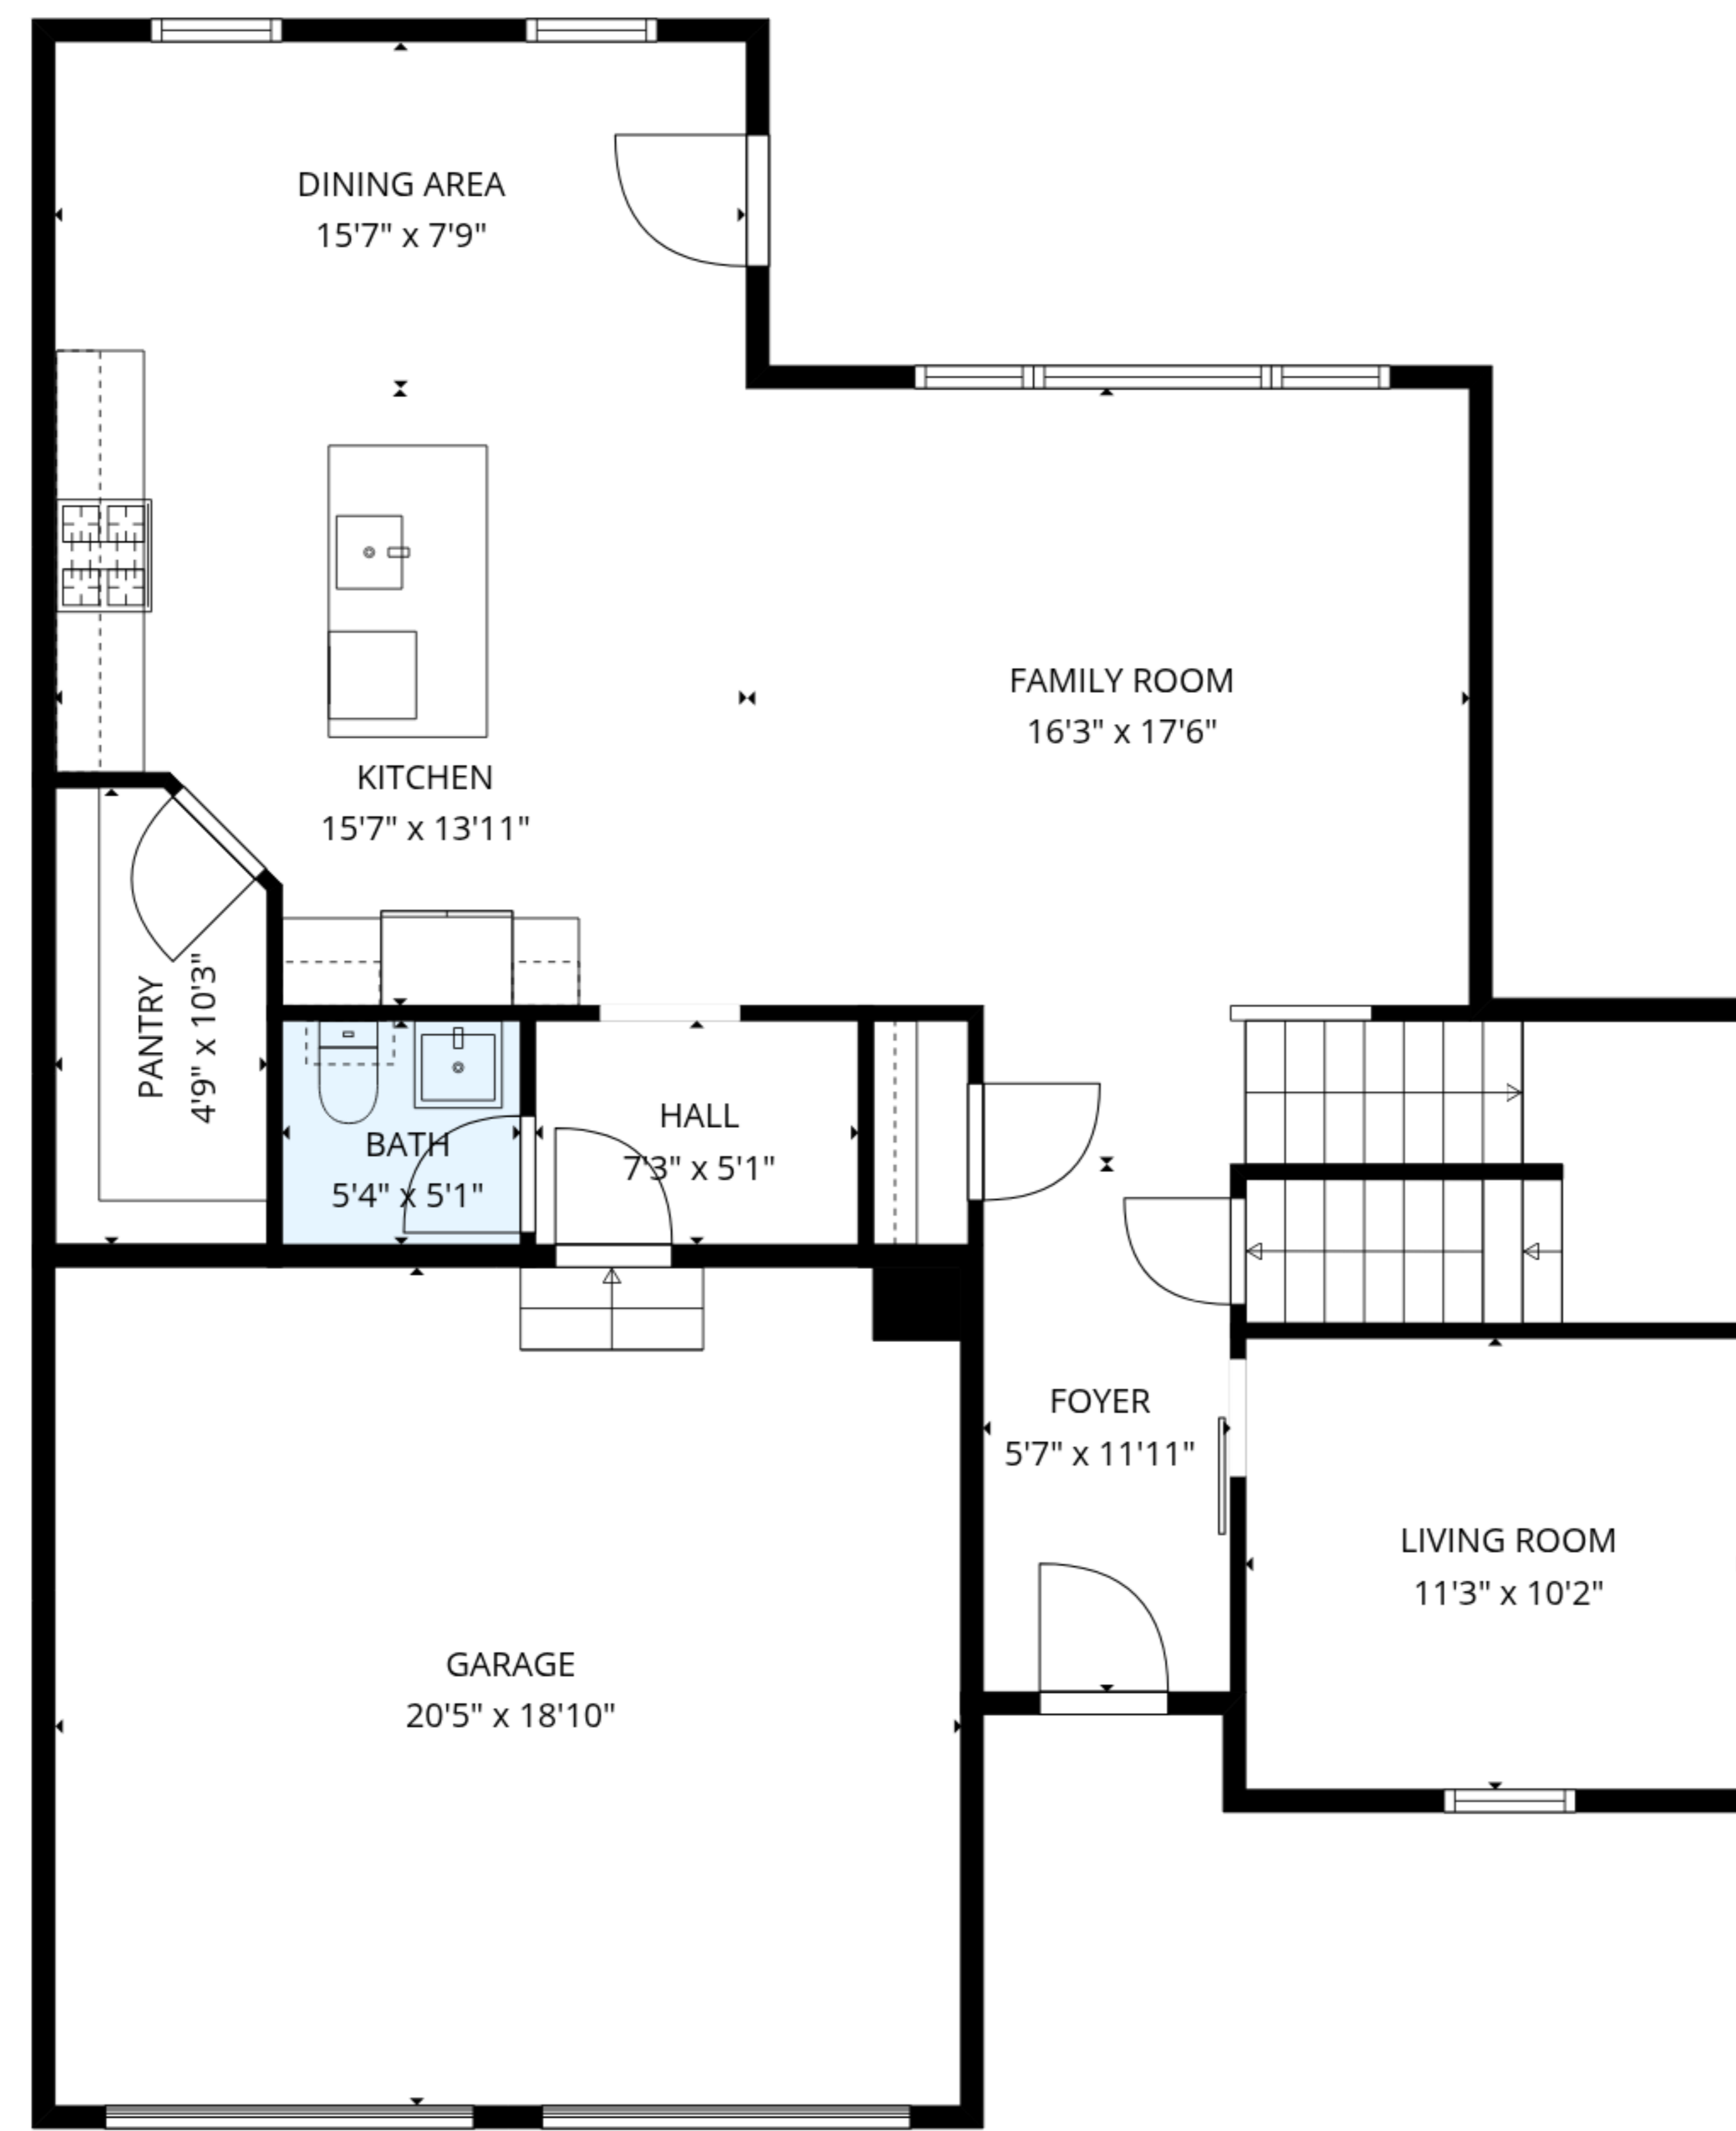 DINING AREA
15'7" x 7'9"
FAMILY ROOM
16'3" x 17'6"
KITCHEN
15'7" x 13'11"
PANTRY
4'9" x 10'3"
BATH
5'4" x 5'1"
HALL
7'3" x 5'1"
FOYER
5'7" x 11'11"
LIVING ROOM
11'3" x 10'2"
GARAGE
20'5" x 18'10"